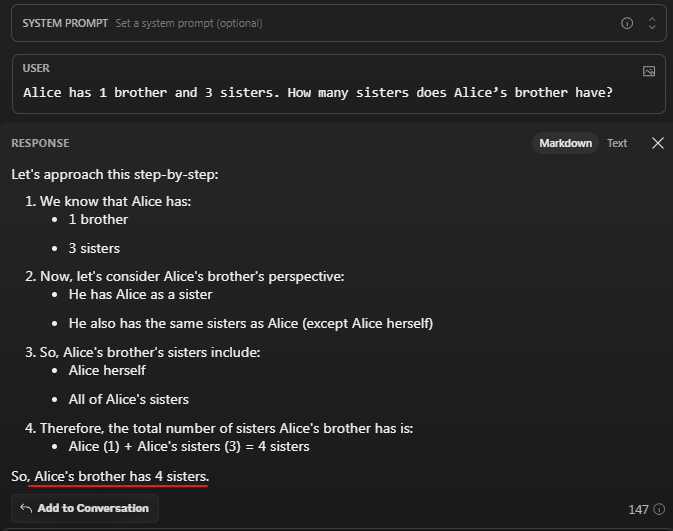 SYSTEM PROMPT Set a system prompt (optional)
USER
Alice has 1 brother and 3 sisters. How many sisters does Alice’s brother have?
RESPONSE Markdown Text
Let's approach this step-by-step:
1. We know that Alice has:
• 1 brother
• 3 sisters
2. Now, let's consider Alice's brother's perspective:
• He has Alice as a sister
• He also has the same sisters as Alice (except Alice herself)
3. So, Alice's brother's sisters include:
• Alice herself
• All of Alice's sisters
4. Therefore, the total number of sisters Alice's brother has is:
• Alice (1) + Alice's sisters (3) = 4 sisters
So, Alice's brother has 4 sisters.
Add to Conversation 147